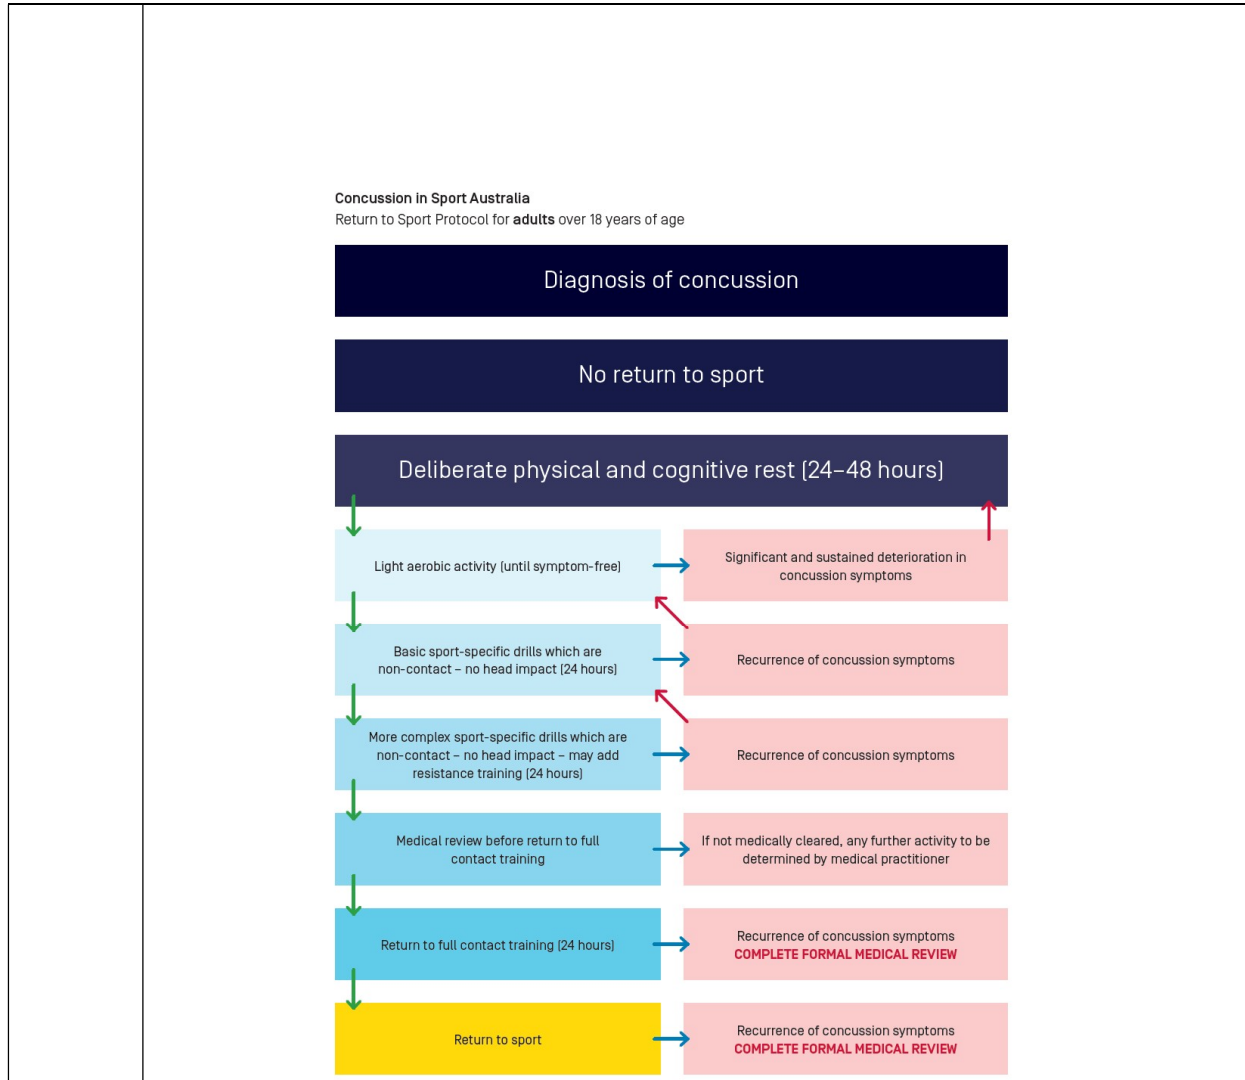 Concussion in Sport Australia
Return to Sport Protocol for adults over 18 years of age
Diagnosis of concussion
No return to sport
Deliberate physical and cognitive rest (24–48 hours)
Light aerobic activity (until symptom-free)
Significant and sustained deterioration in
concussion symptoms
Basic sport-specific drills which are
non-contact – no head impact (24 hours)
Recurrence of concussion symptoms
More complex sport-specific drills which are
non-contact – no head impact – may add
resistance training (24 hours)
Recurrence of concussion symptoms
Medical review before return to full
contact training
If not medically cleared, any further activity to be
determined by medical practitioner
Return to full contact training (24 hours)
Recurrence of concussion symptoms
COMPLETE FORMAL MEDICAL REVIEW
Return to sport
Recurrence of concussion symptoms
COMPLETE FORMAL MEDICAL REVIEW